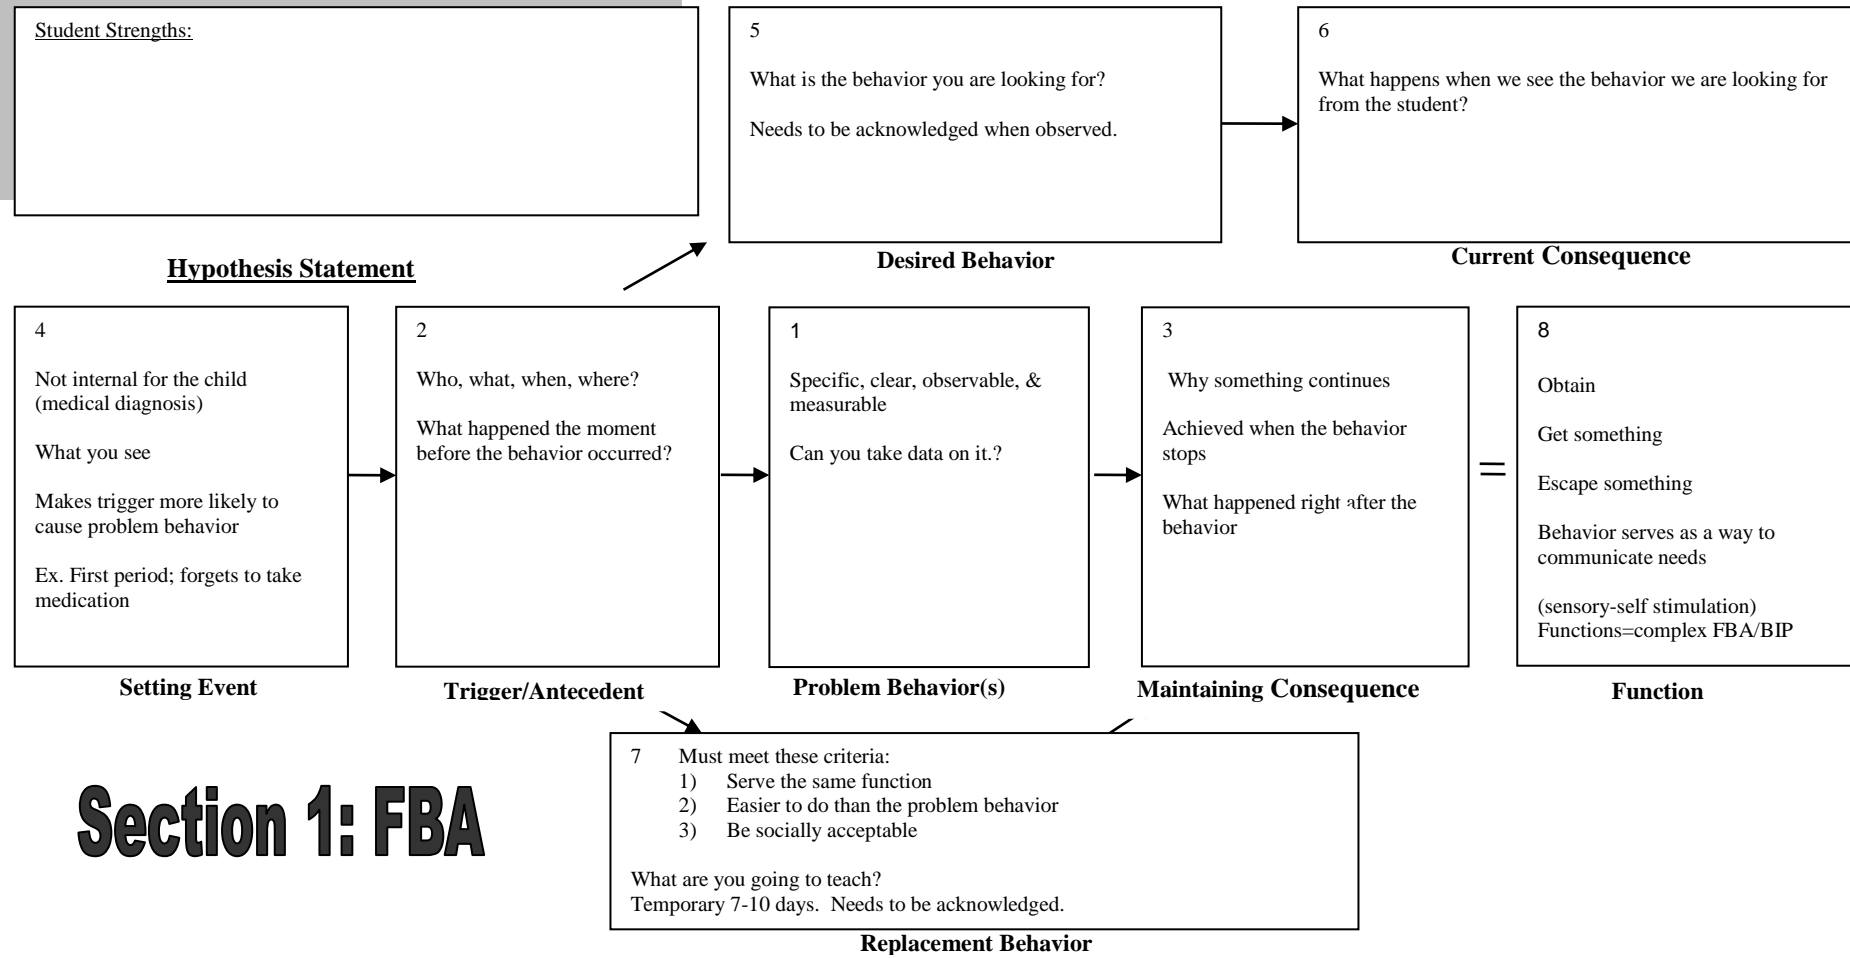 Student Strengths:
5
What is the behavior you are looking for?
Needs to be acknowledged when observed.
Desired Behavior
6
What happens when we see the behavior we are looking for
from the student?
Current Consequence
Hypothesis Statement
4
Not internal for the child
(medical diagnosis)
What you see
Makes trigger more likely to
cause problem behavior
Ex. First period; forgets to take
medication
Setting Event
2
Who, what, when, where?
What happened the moment
before the behavior occurred?
Trigger/Antecedent
1
Specific, clear, observable, &
measurable
Can you take data on it.?
Problem Behavior(s)
3
Why something continues
Achieved when the behavior
stops
What happened right after the
behavior
Maintaining Consequence
=
8
Obtain
Get something
Escape something
Behavior serves as a way to
communicate needs
(sensory-self stimulation)
Functions=complex FBA/BIP
Function
7 Must meet these criteria:
1) Serve the same function
2) Easier to do than the problem behavior
3) Be socially acceptable
What are you going to teach?
Temporary 7-10 days. Needs to be acknowledged.
Replacement Behavior
Section 1: FBA